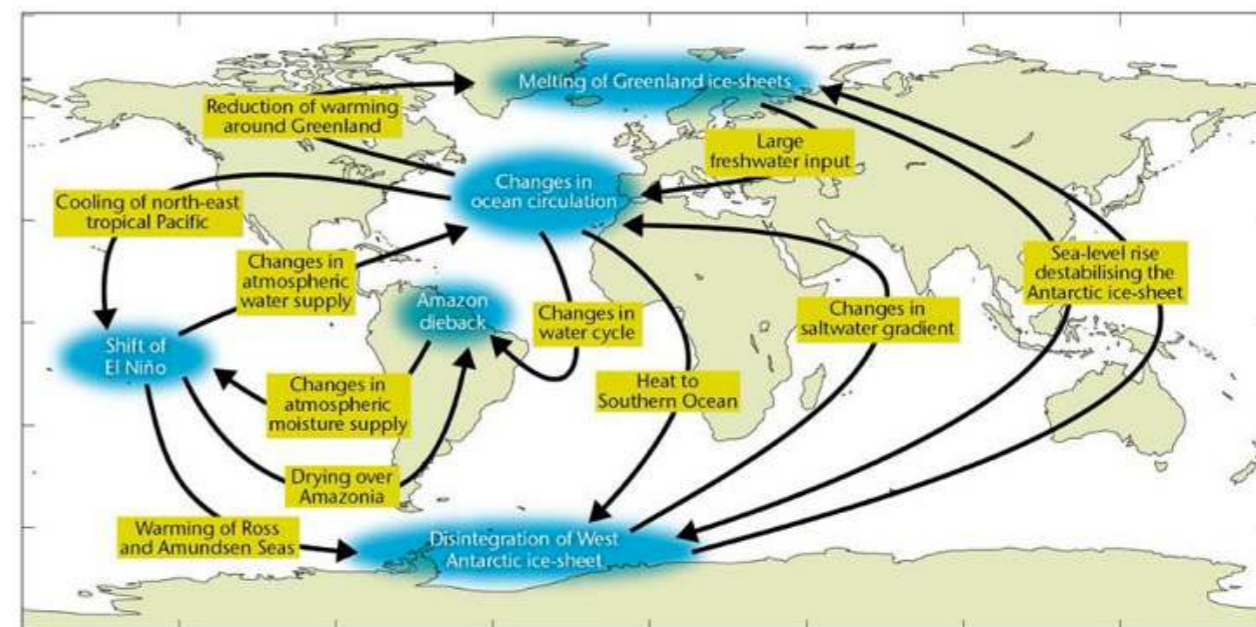 Melting of Greenland ice-sheets
Reduction of warming
around Greenland
Large
freshwater input
Changes in
ocean circulation
Cooling of north-east
tropical Pacific
Changes in
atmospheric
water supply
Sea-level rise
destabilising the
Antarctic ice-sheet
Amazon
dieback
Changes in
water cycle
Changes in
saltwater gradient
Shift of
El Niño
Changes in
atmospheric
moisture supply
Heat to
Southern Ocean
Drying over
Amazonia
Warming of Ross
and Amundsen Seas
Disintegration of West
Antarctic ice-sheet